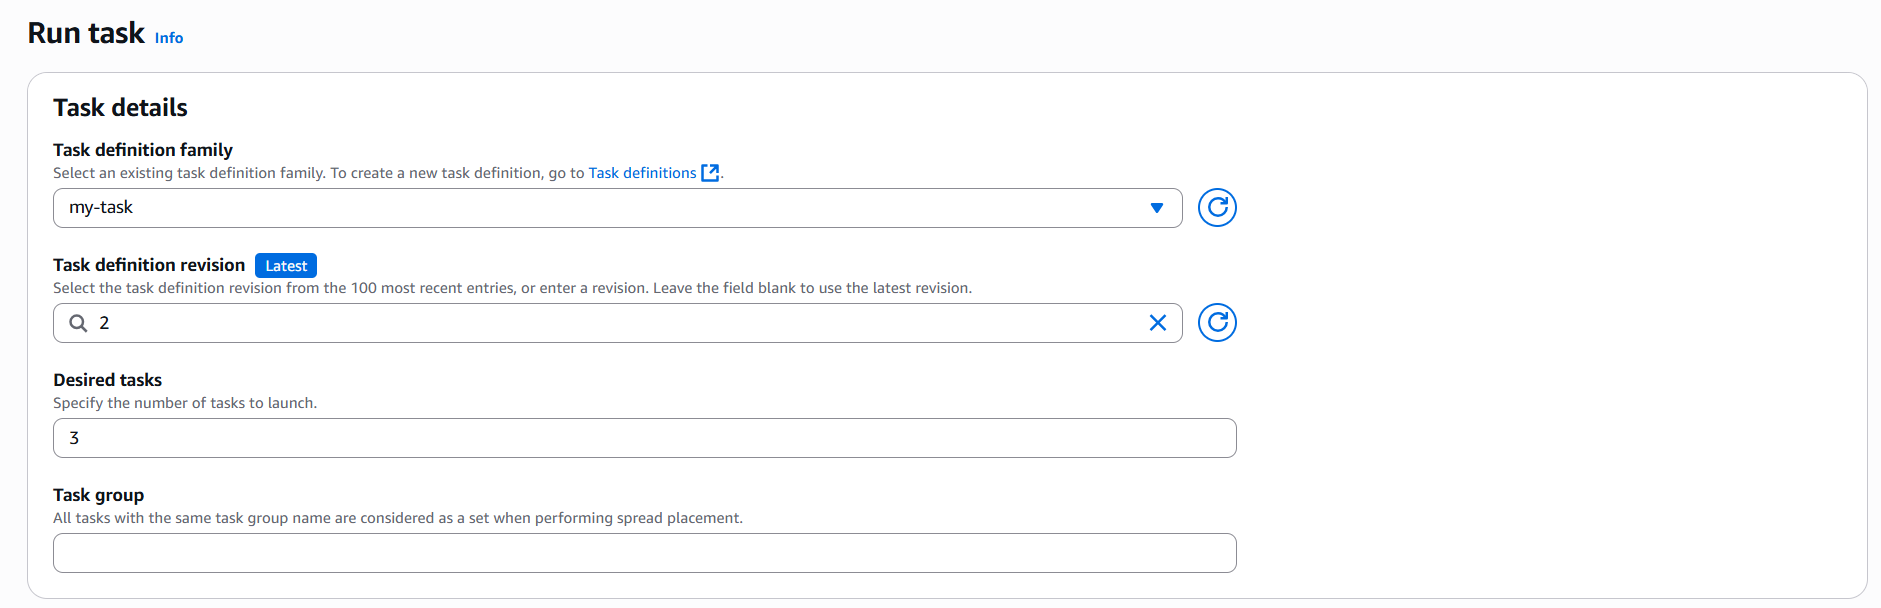 Run task Info
Task details
Task definition family
Select an existing task definition family. To create a new task definition, go to Task definitions.
my-task
Task definition revision Latest
Select the task definition revision from the 100 most recent entries, or enter a revision. Leave the field blank to use the latest revision.
2
Desired tasks
Specify the number of tasks to launch.
3
Task group
All tasks with the same task group name are considered as a set when performing spread placement.